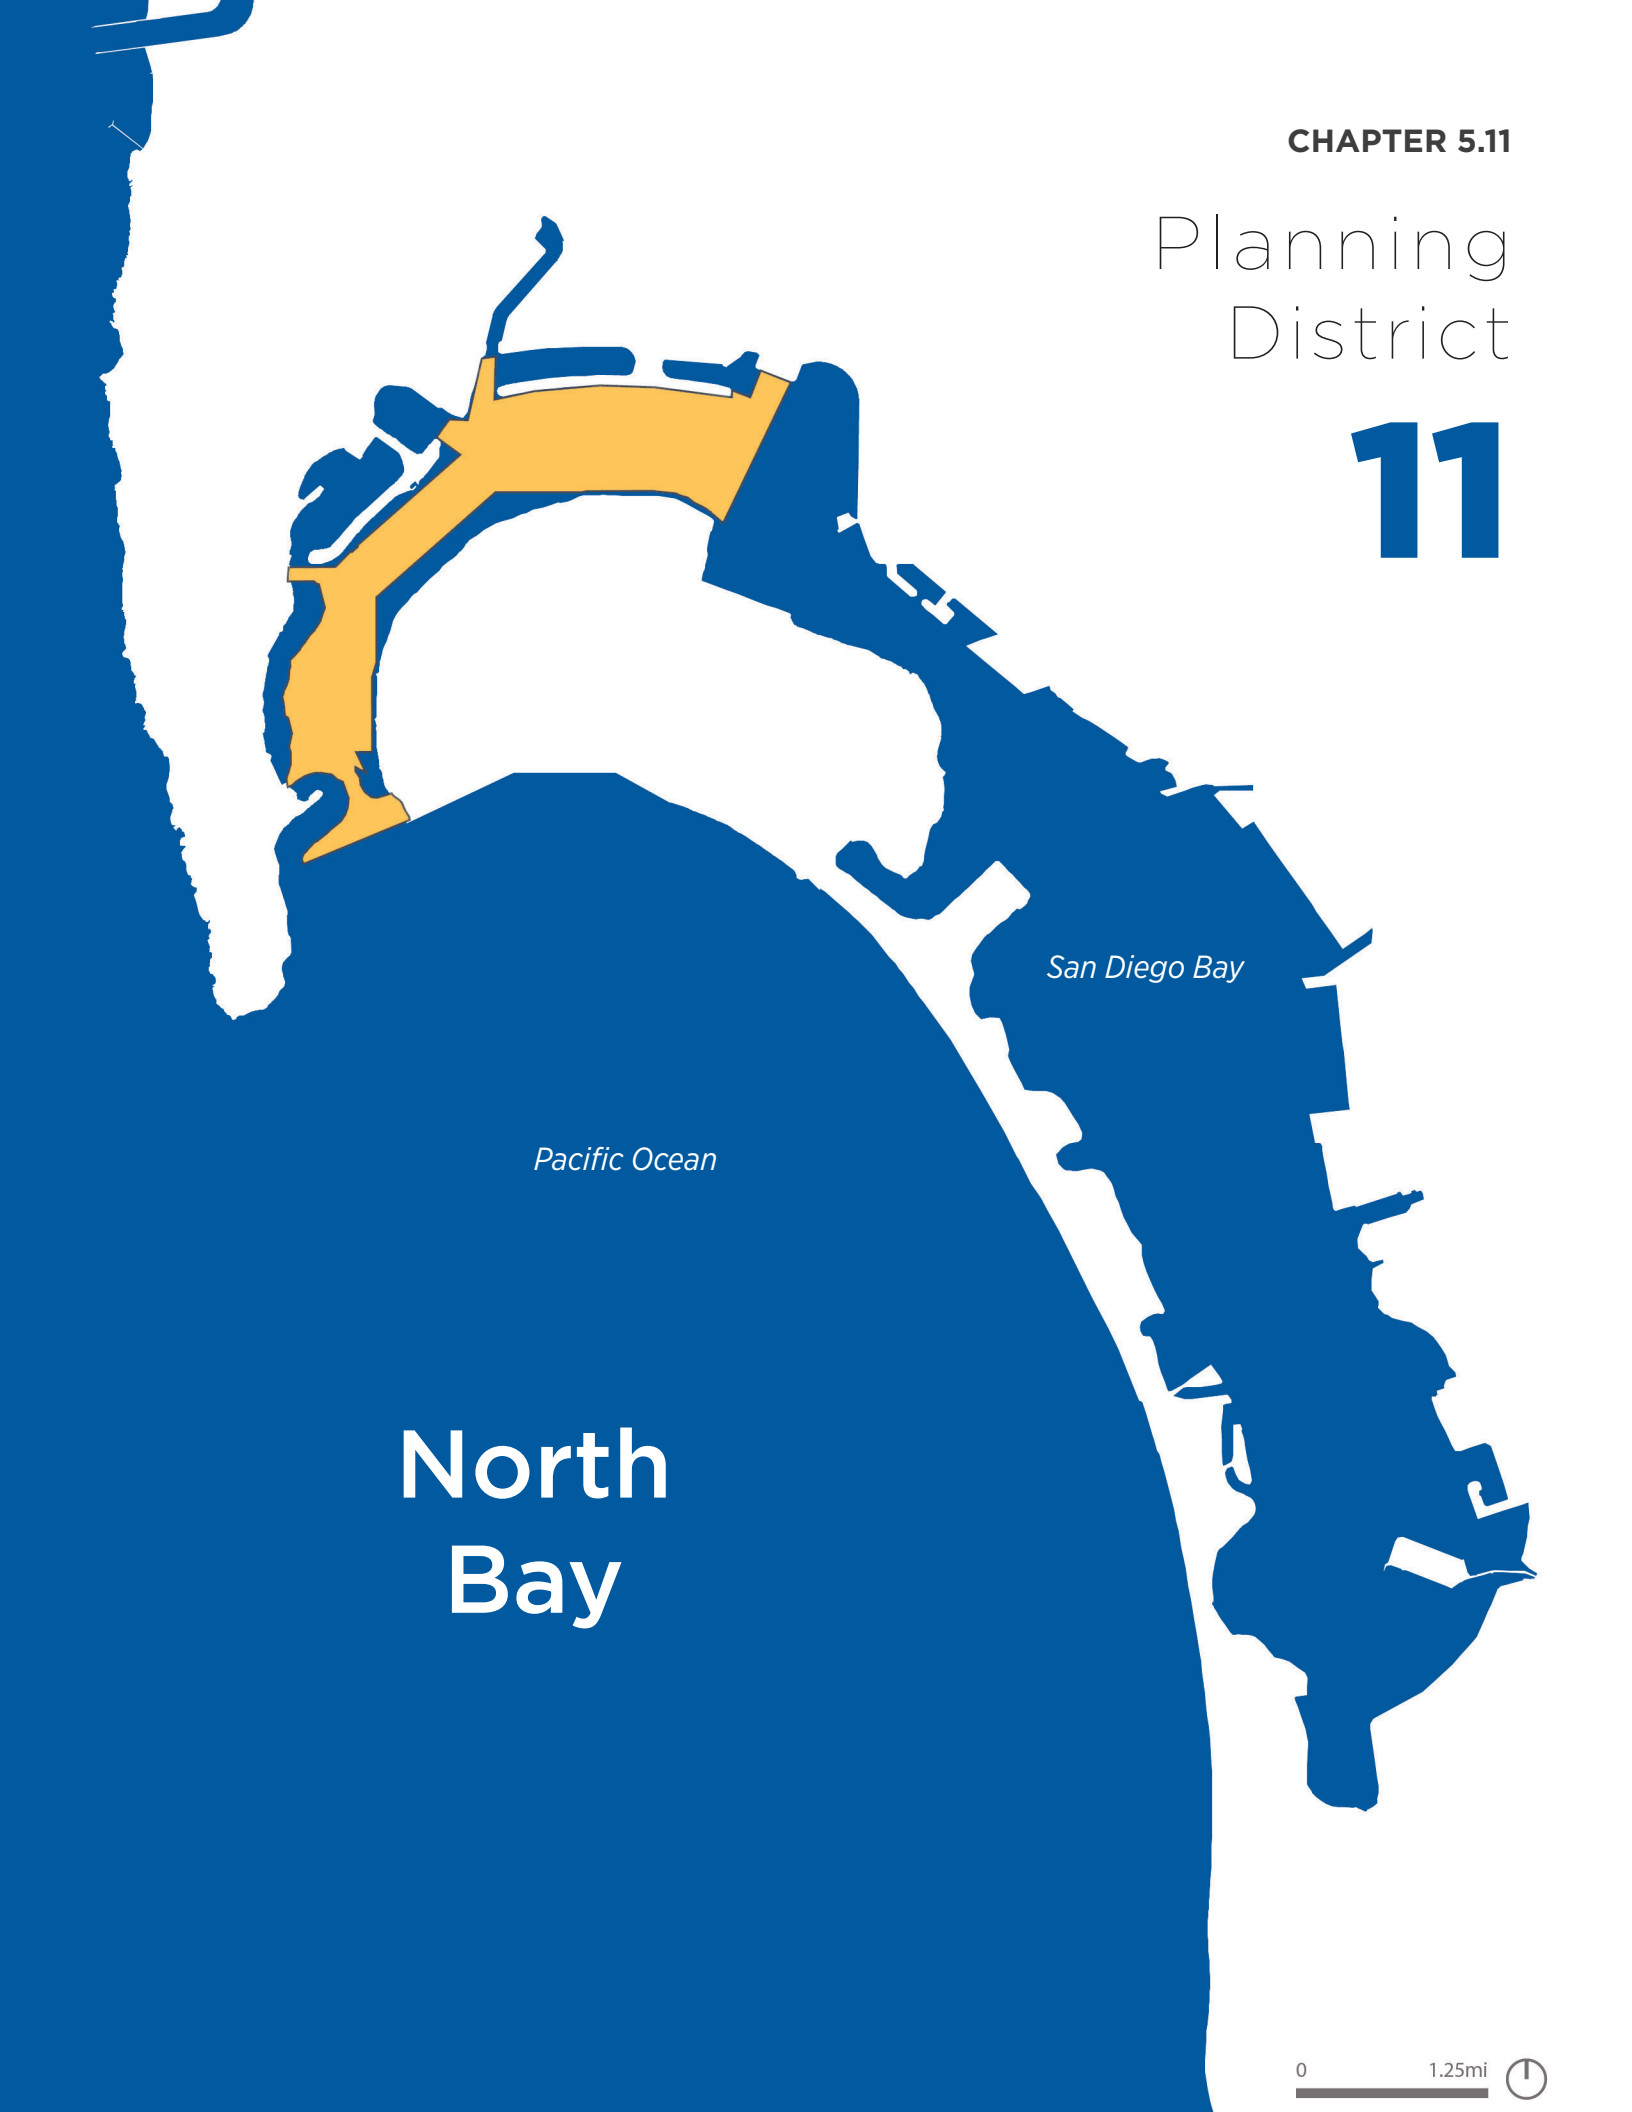 CHAPTER 5.11
Planning
District
11
San Diego Bay
Pacific Ocean
North
Bay
0 1.25mi